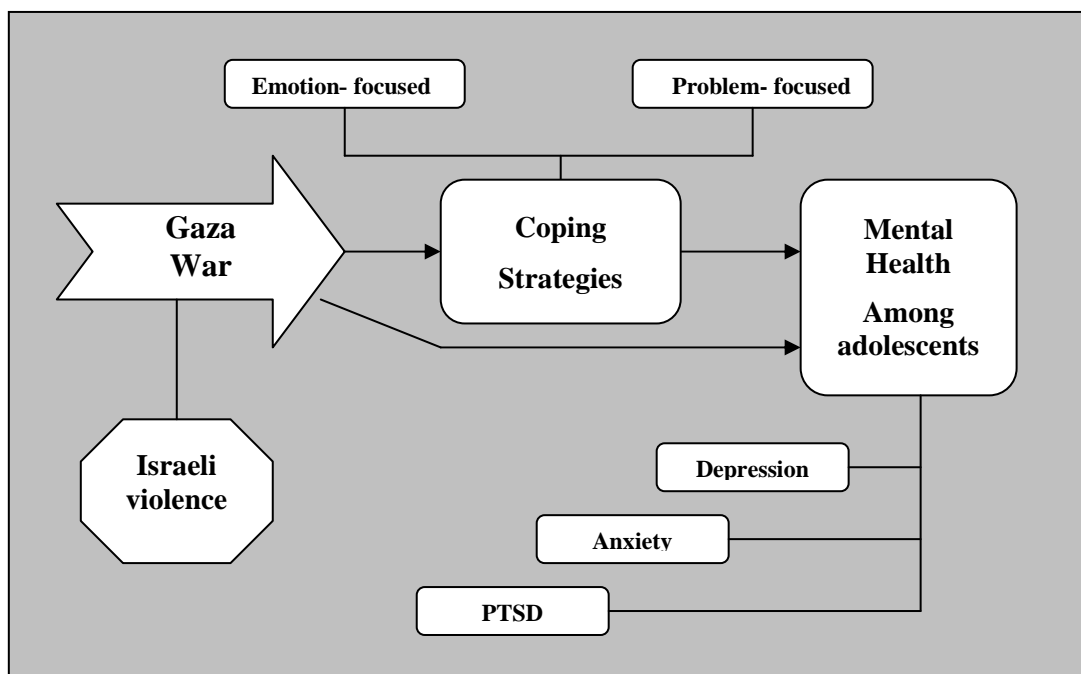 Emotion- focused
Problem- focused
Gaza
War
Coping
Strategies
Mental
Health
Among
adolescents
Israeli
violence
Depression
Anxiety
PTSD